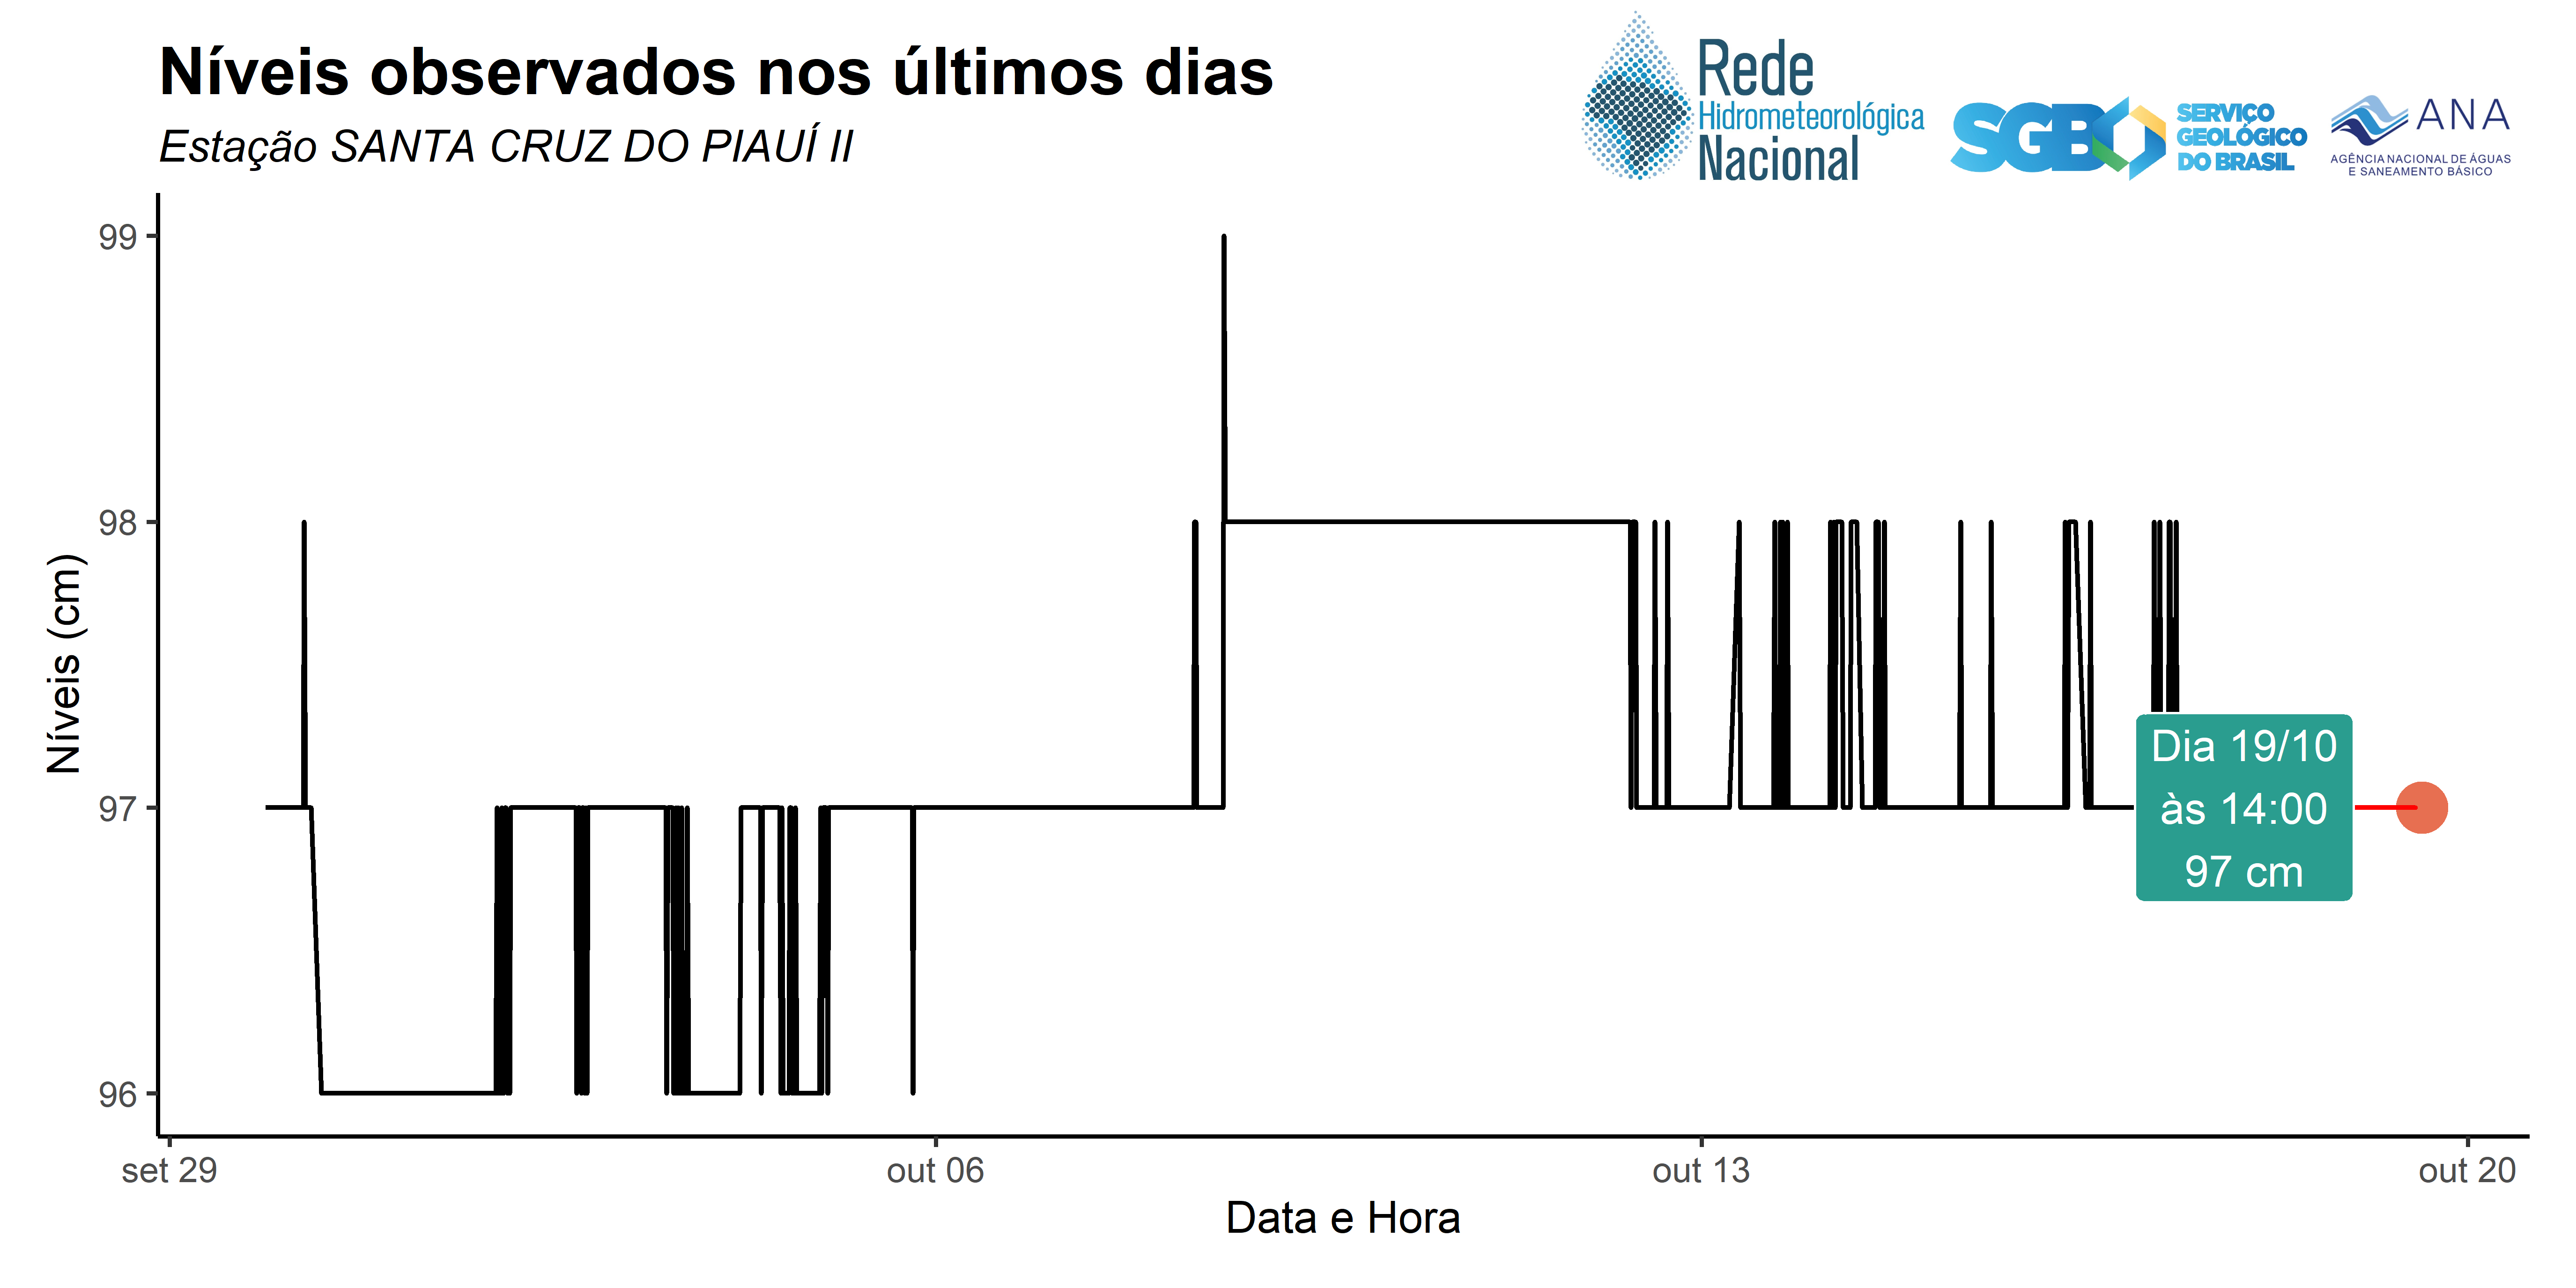 Níveis observados nos últimos dias
Estação SANTA CRUZ DO PIAUÍ II
Rede
Hidrometeorológica
Nacional
SGB
SERVIÇO
GEOLÓGICO
DO BRASIL
ANA
AGÊNCIA NACIONAL DE ÁGUAS
E SANEAMENTO BÁSICO
Níveis (cm)
99
98
97
96
Dia 19/10
às 14:00
97 cm
set 29
out 06
out 13
out 20
Data e Hora